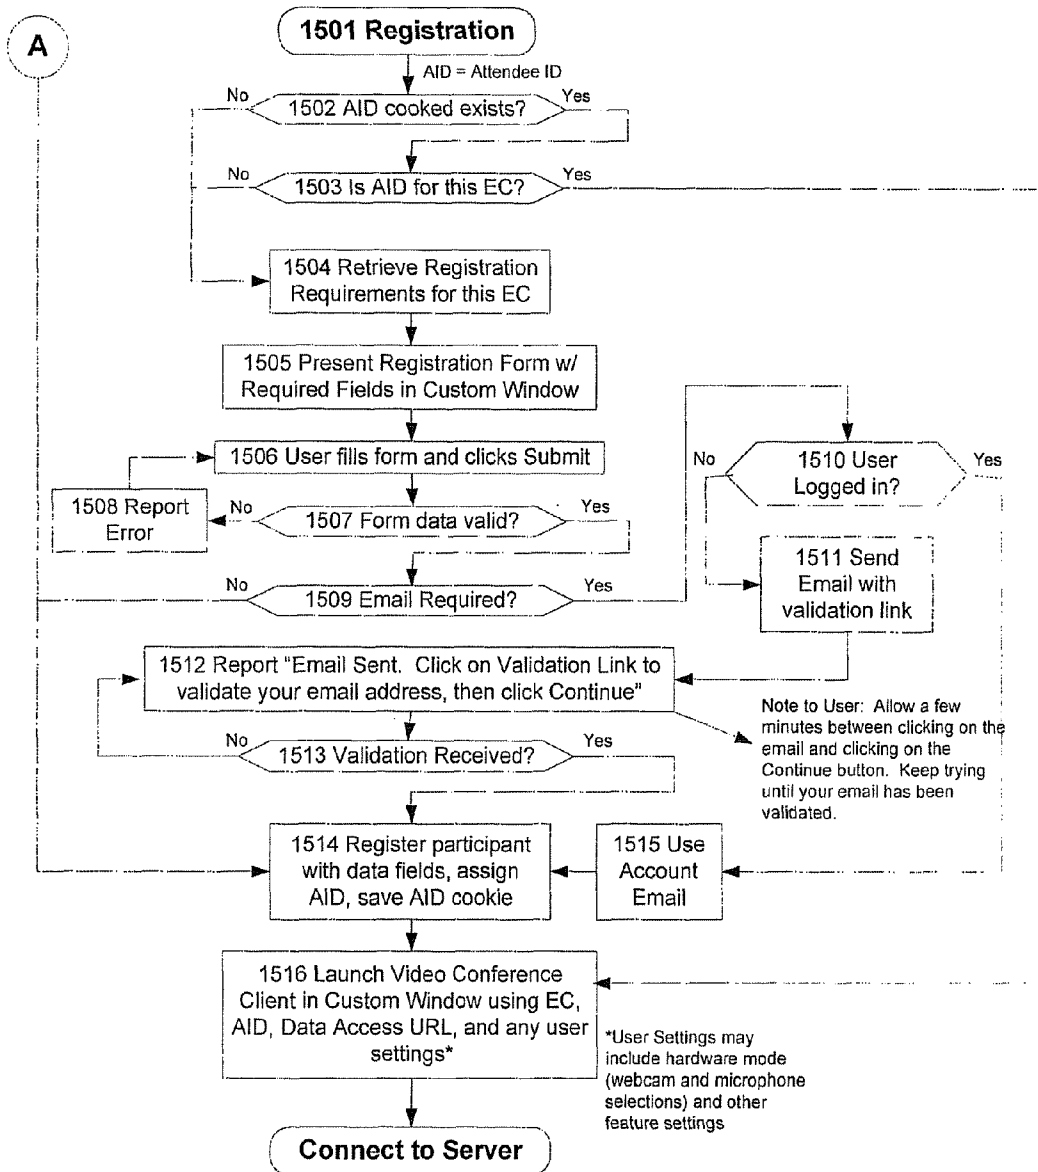 A
1501 Registration
AID = Attendee ID
No
1502 AID cooked exists?
Yes
No
1503 Is AID for this EC?
Yes
1504 Retrieve Registration
Requirements for this EC
1505 Present Registration Form w/
Required Fields in Custom Window
1506 User fills form and clicks Submit
1508 Report
Error
No
1507 Form data valid?
Yes
No
1509 Email Required?
Yes
No
1510 User
Logged in?
Yes
1511 Send
Email with
validation link
1512 Report "Email Sent. Click on Validation Link to
validate your email address, then click Continue"
Note to User: Allow a few
minutes between clicking on the
email and clicking on the
Continue button. Keep trying
until your email has been
validated.
No
1513 Validation Received?
Yes
1514 Register participant
with data fields, assign
AID, save AID cookie
1515 Use
Account
Email
1516 Launch Video Conference
Client in Custom Window using EC,
AID, Data Access URL, and any user
settings*
*User Settings may
include hardware mode
(webcam and microphone
selections) and other
feature settings
Connect to Server